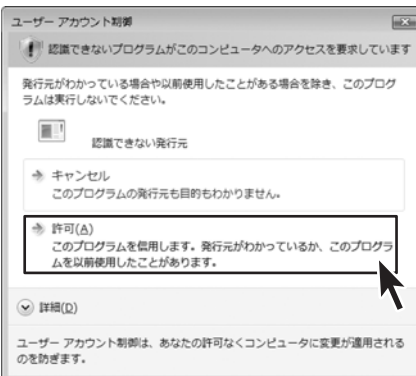 ユーザー アカウント制御
認識できないプログラムがこのコンピュータへのアクセスを要求しています
発行元がわかっている場合や以前使用したことがある場合を除き、このプログ
ラムは実行しないでください。
認識できない発行元
キャンセル
このプログラムの発行元も目的もわかりません。
許可(A)
このプログラムを信用します。発行元がわかっているか、このプログラ
ムを以前使用したことがあります。
詳細(D)
ユーザー アカウント制御は、あなたの許可なくコンピュータに変更が適用される
のを防ぎます。